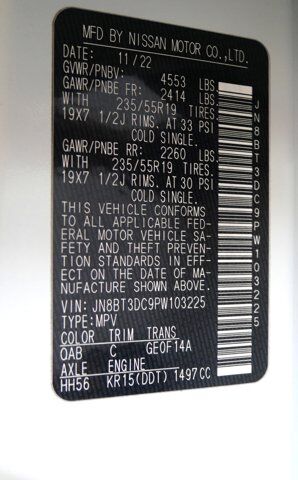 MFD BY NISSAN MOTOR CO.,LTD.
DATE: 11/22
GVWR/PNBV: 4553 LBS
GAWR/PNBE FR: 2414 LBS.
WITH 235/55R19 TIRES.
19X7 1/2J RIMS. AT 33 PSI
COLD SINGLE.
GAWR/PNBE RR: 2260 LBS.
WITH 235/55R19 TIRES.
19X7 1/2J RIMS. AT 30 PSI
COLD SINGLE.
THIS VEHICLE CONFORMS
TO ALL APPLICABLE FED-
ERAL MOTOR VEHICLE SA-
FETY AND THEFT PREVEN-
TION STANDARDS IN EFF-
ECT ON THE DATE OF MA-
NUFACTURE SHOWN ABOVE.
VIN: JN8BT3DC9PW103225
TYPE:MPV
COLOR TRIM TRANS
QAB C GE0F14A
AXLE ENGINE
HH56 KR15(DDT) 1497CC
JN8BT3DC9PW103225